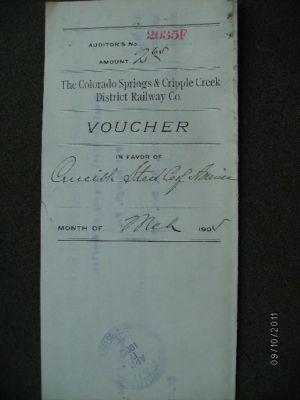 AUDITOR'S No. 2035F
AMOUNT
The Colorado Springs & Cripple Creek
District Railway Co.
VOUCHER
IN FAVOR OF
Crucible Steel Co of America
MONTH OF Mch 1905
09/10/2011